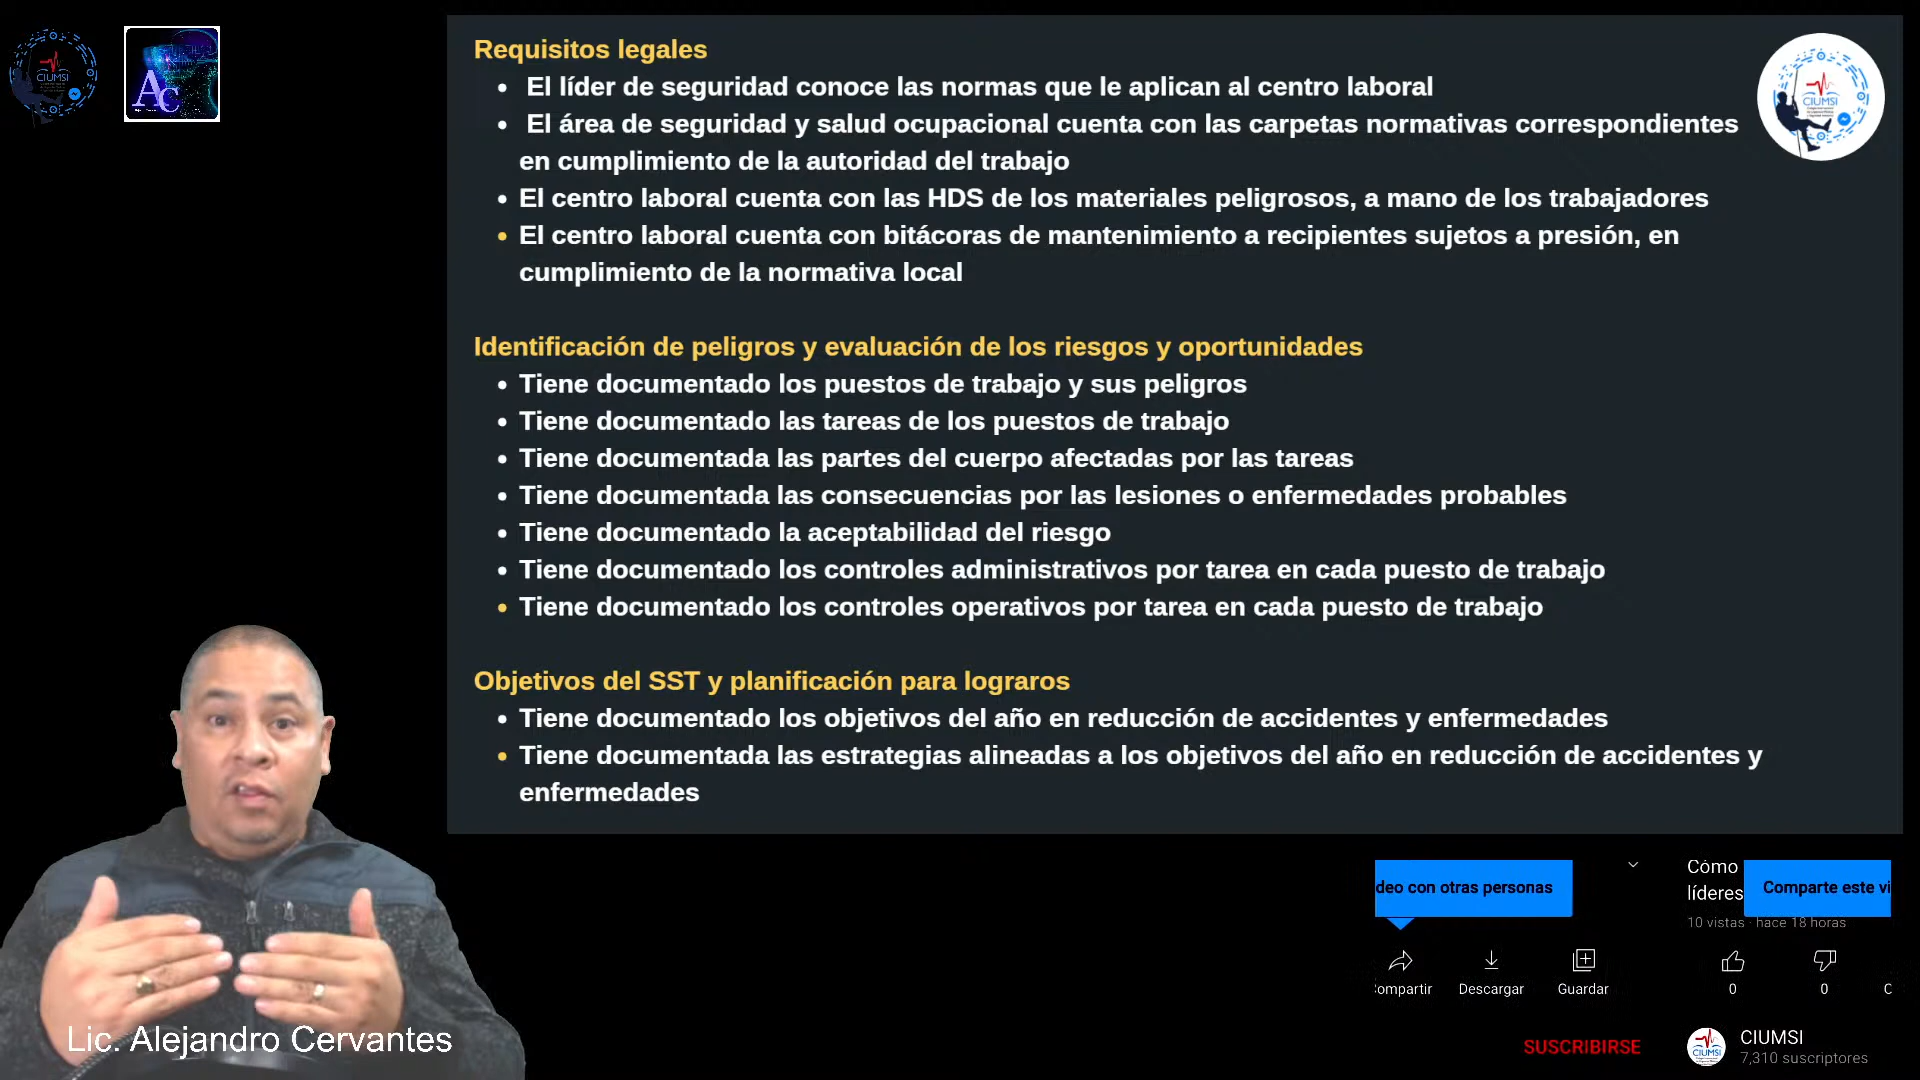 Requisitos legales
El líder de seguridad conoce las normas que le aplican al centro laboral
El área de seguridad y salud ocupacional cuenta con las carpetas normativas correspondientes
en cumplimiento de la autoridad del trabajo
El centro laboral cuenta con las HDS de los materiales peligrosos, a mano de los trabajadores
El centro laboral cuenta con bitácoras de mantenimiento a recipientes sujetos a presión, en
cumplimiento de la normativa local
Identificación de peligros y evaluación de los riesgos y oportunidades
Tiene documentado los puestos de trabajo y sus peligros
Tiene documentado las tareas de los puestos de trabajo
Tiene documentada las partes del cuerpo afectadas por las tareas
Tiene documentada las consecuencias por las lesiones o enfermedades probables
Tiene documentado la aceptabilidad del riesgo
Tiene documentado los controles administrativos por tarea en cada puesto de trabajo
Tiene documentado los controles operativos por tarea en cada puesto de trabajo
Objetivos del SST y planificación para lograros
Tiene documentado los objetivos del año en reducción de accidentes y enfermedades
Tiene documentada las estrategias alineadas a los objetivos del año en reducción de accidentes y
enfermedades
CIUMSI
AC
CIUMSI
Lic. Alejandro Cervantes
deo con otras personas
Cómo
líderes
Comparte este vi
10 vistas · hace 18 horas
ompartir
Descargar
Guardar
0
0
C
SUSCRIBIRSE
CIUMSI
CIUMSI
7,310 suscriptores